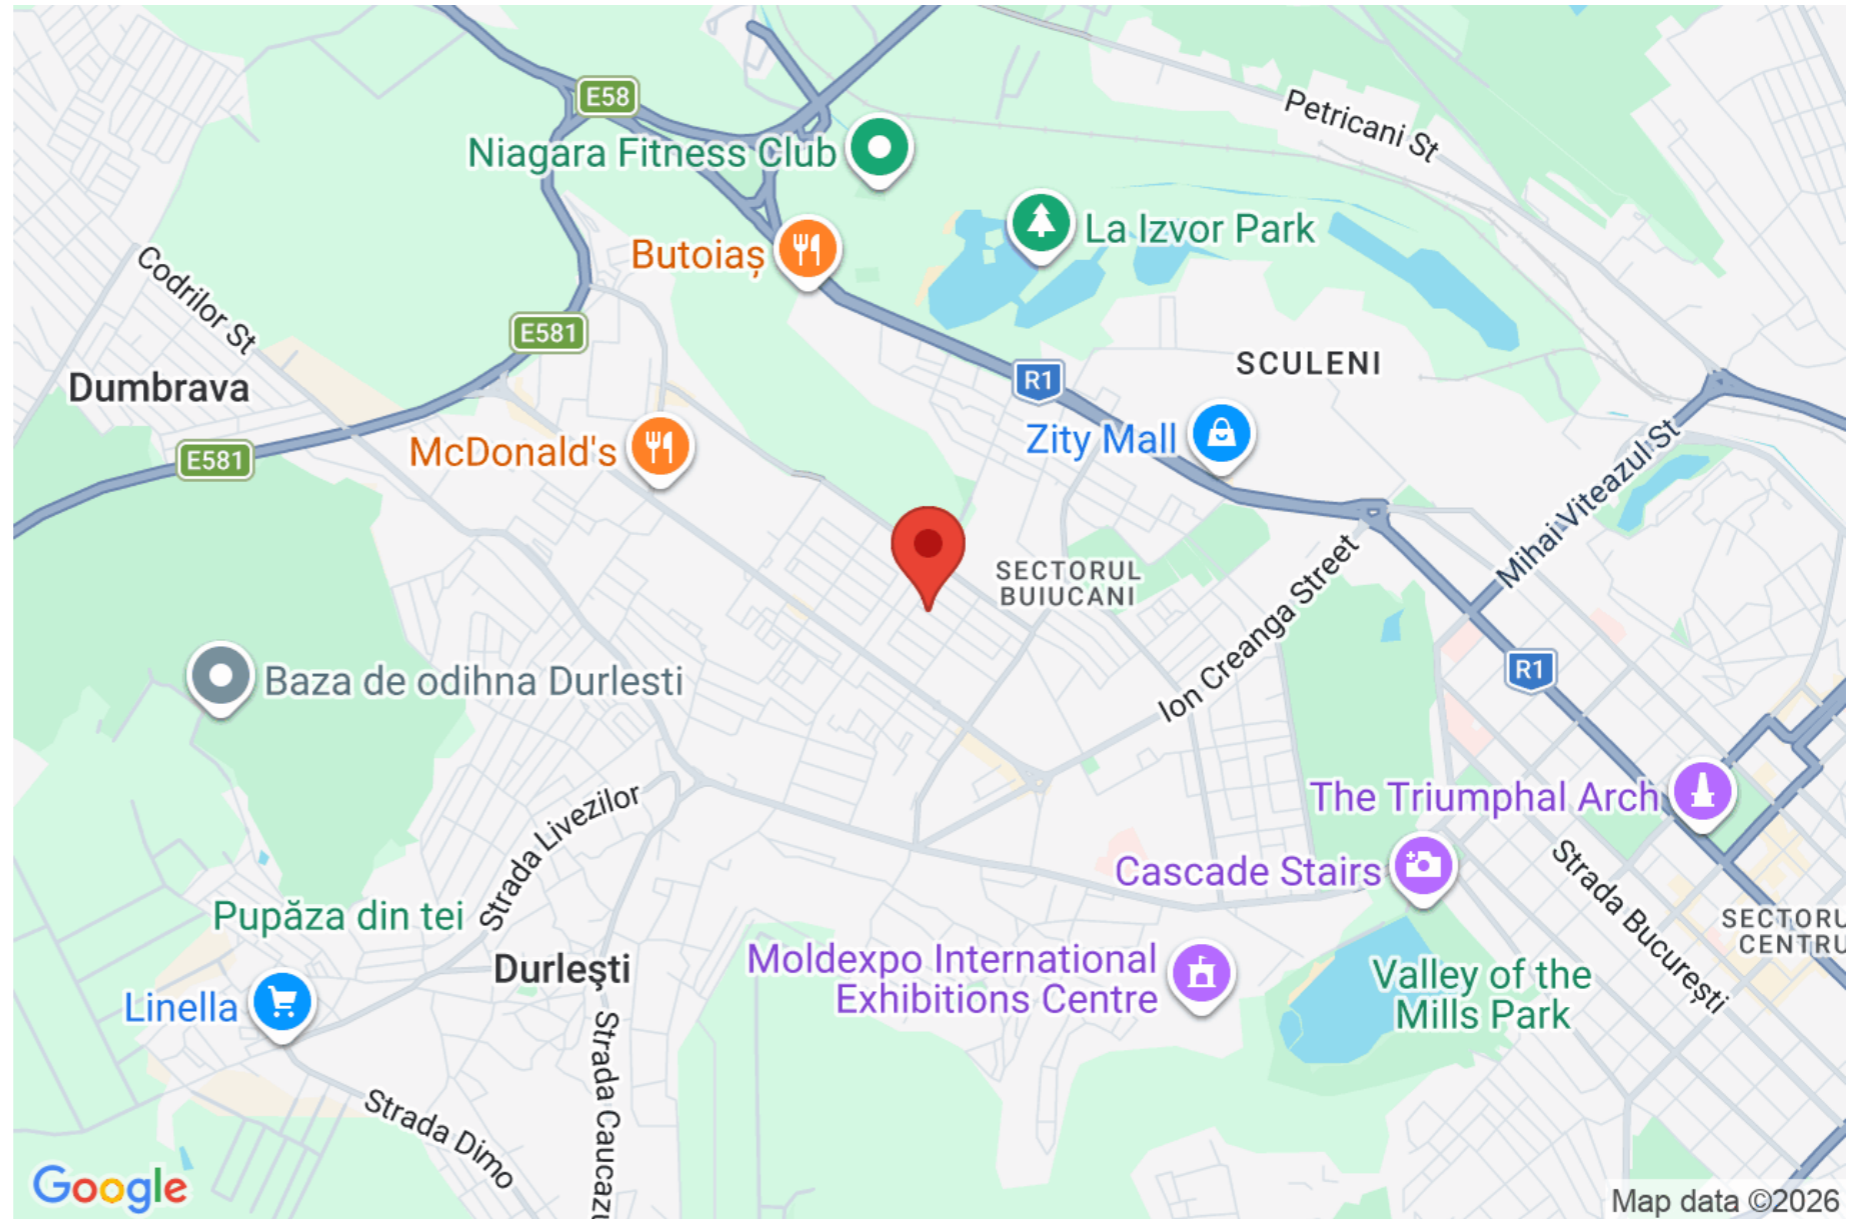 E58
Petricani St
Niagara Fitness Club
La Izvor Park
Butoiaș
Codrilor St
E581
SCULENI
R1
Dumbrava
Zity Mall
McDonald's
E581
Mihai Viteazul St
SECTORUL
BUIUCANI
Ion Creanga Street
R1
Baza de odihna Durlesti
The Triumphal Arch
Strada Livezilor
Cascade Stairs
Strada București
Pupăza din tei
SECTORU
CENTRU
Durleşti
Moldexpo International
Exhibitions Centre
Valley of the
Mills Park
Linella
Strada Caucazu
Strada Dimo
Google
Map data ©2026